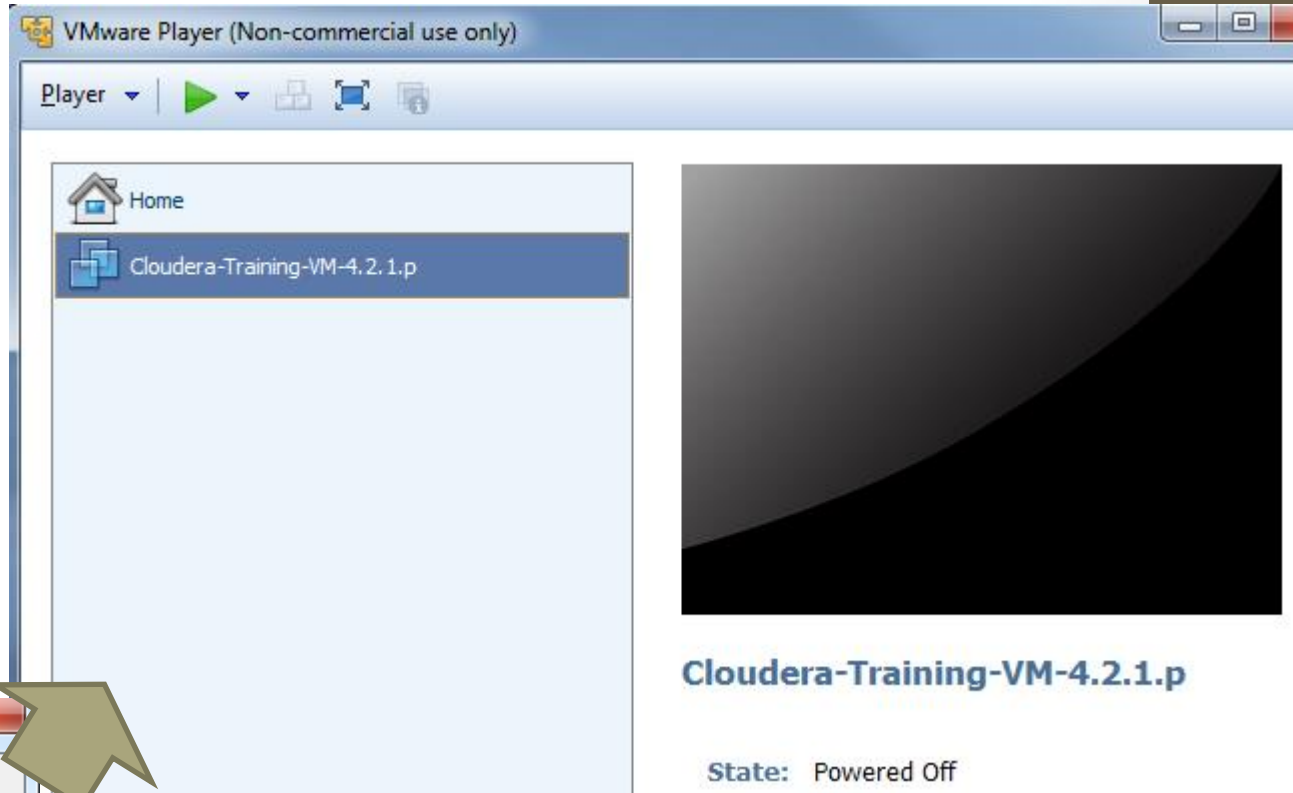 VMware Player (Non-commercial use only)
Player
Home
Cloudera-Training-VM-4.2.1.p
Cloudera-Training-VM-4.2.1.p
State: Powered Off